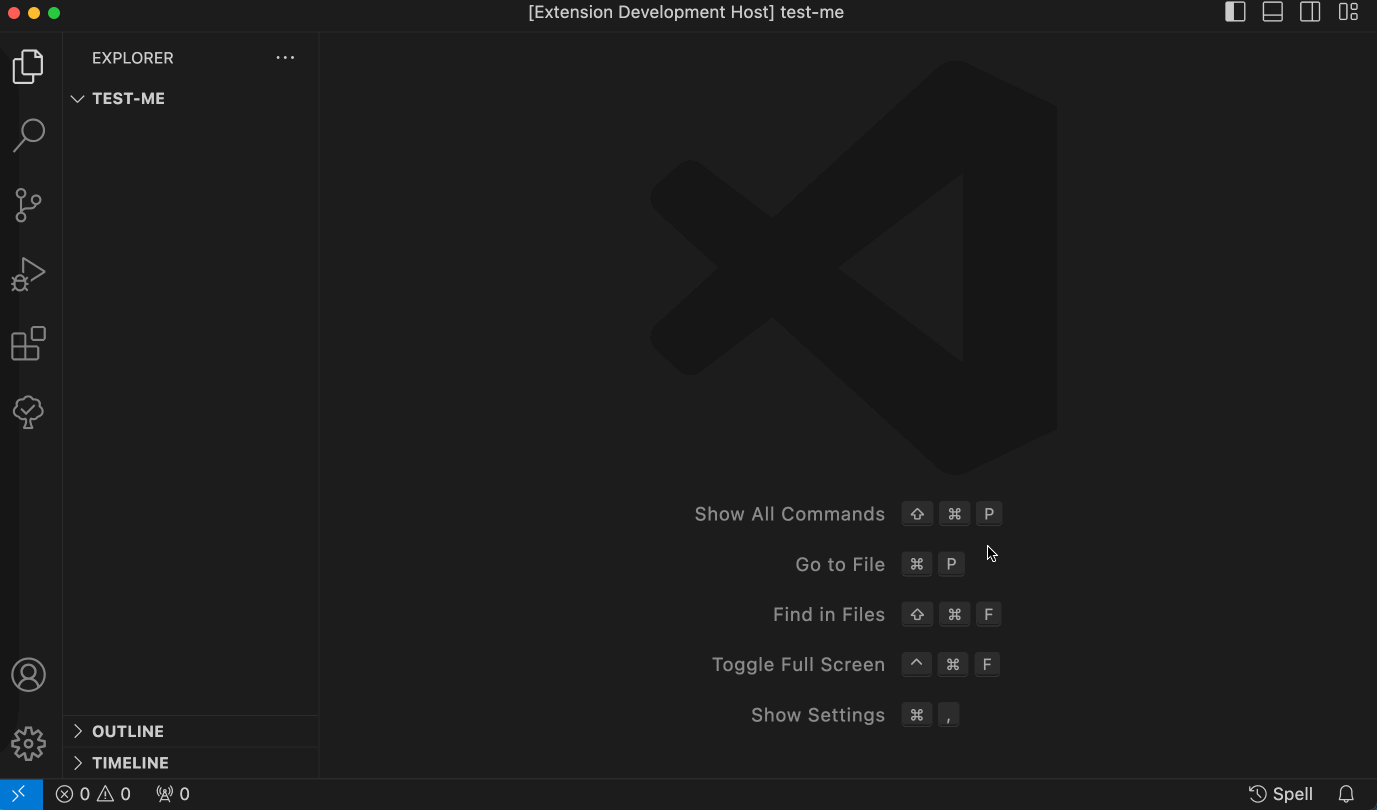 [Extension Development Host] test-me
EXPLORER
TEST-ME
Show All Commands ⇧ ⌘ P
Go to File ⌘ P
Find in Files ⇧ ⌘ F
Toggle Full Screen ^ ⌘ F
Show Settings ⌘ ,
OUTLINE
TIMELINE
0 0 0 Spell